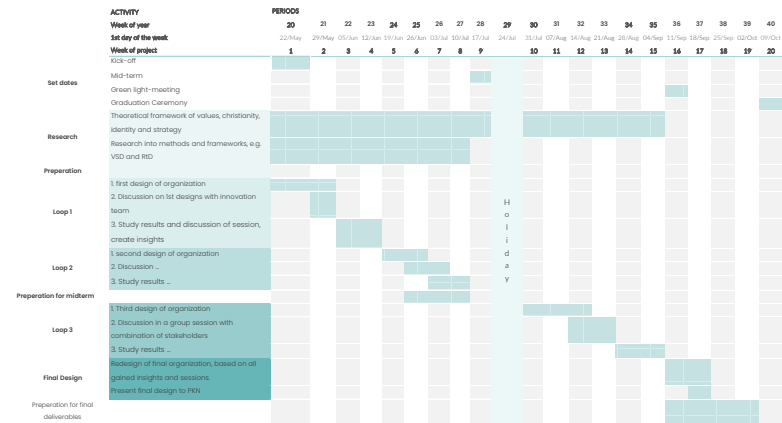 ACTIVITY PERIODS
Week of year 20 21 22 23 24 25 26 27 28 29 30 31 32 33 34 35 36 37 38 39 40
1st day of the week 22/May 29/May 05/Jun 12/Jun 19/Jun 26/Jun 03/Jul 10/Jul 17/Jul 24/Jul 31/Jul 07/Aug 14/Aug 21/Aug 28/Aug 04/Sep 11/Sep 18/Sep 25/Sep 02/Oct 09/Oct
Week of project 1 2 3 4 5 6 7 8 9 10 11 12 13 14 15 16 17 18 19 20
Kick-off
Mid-term
Set dates
Green light-meeting
Graduation Ceremony
Theoretical framework of values, christianity,
identity and strategy
Research
Research into methods and frameworks, e.g.
VSD and RtD
Preperation
1. first design of organization
2. Discussion on 1st designs with innovation
team
Loop 1
3. Study results and discussion of session,
create insights
Holiday
1. second design of organization
Loop 2
2. Discussion ..
3. Study results ..
Preperation for midterm
1. Third design of organization
2. Discussion in a group session with
combination of stakeholders
Loop 3
3. Study results ..
Redesign of final organization, based on all
gained insights and sessions.
Final Design
Present final design to PKN
Preperation for final
deliverables